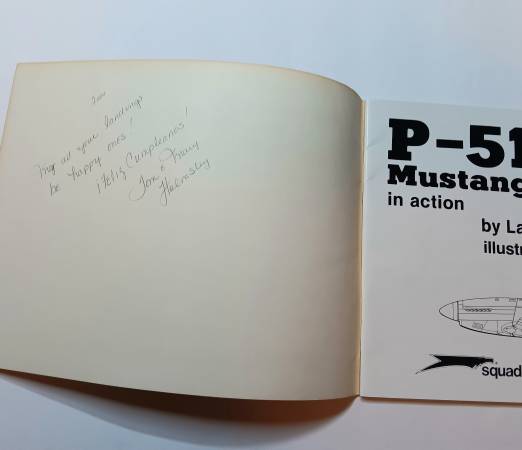 May all your landings
be happy ones!
¡Feliz Cumpleaños!
P-51
Mustang
in action
by La
illustr
squad